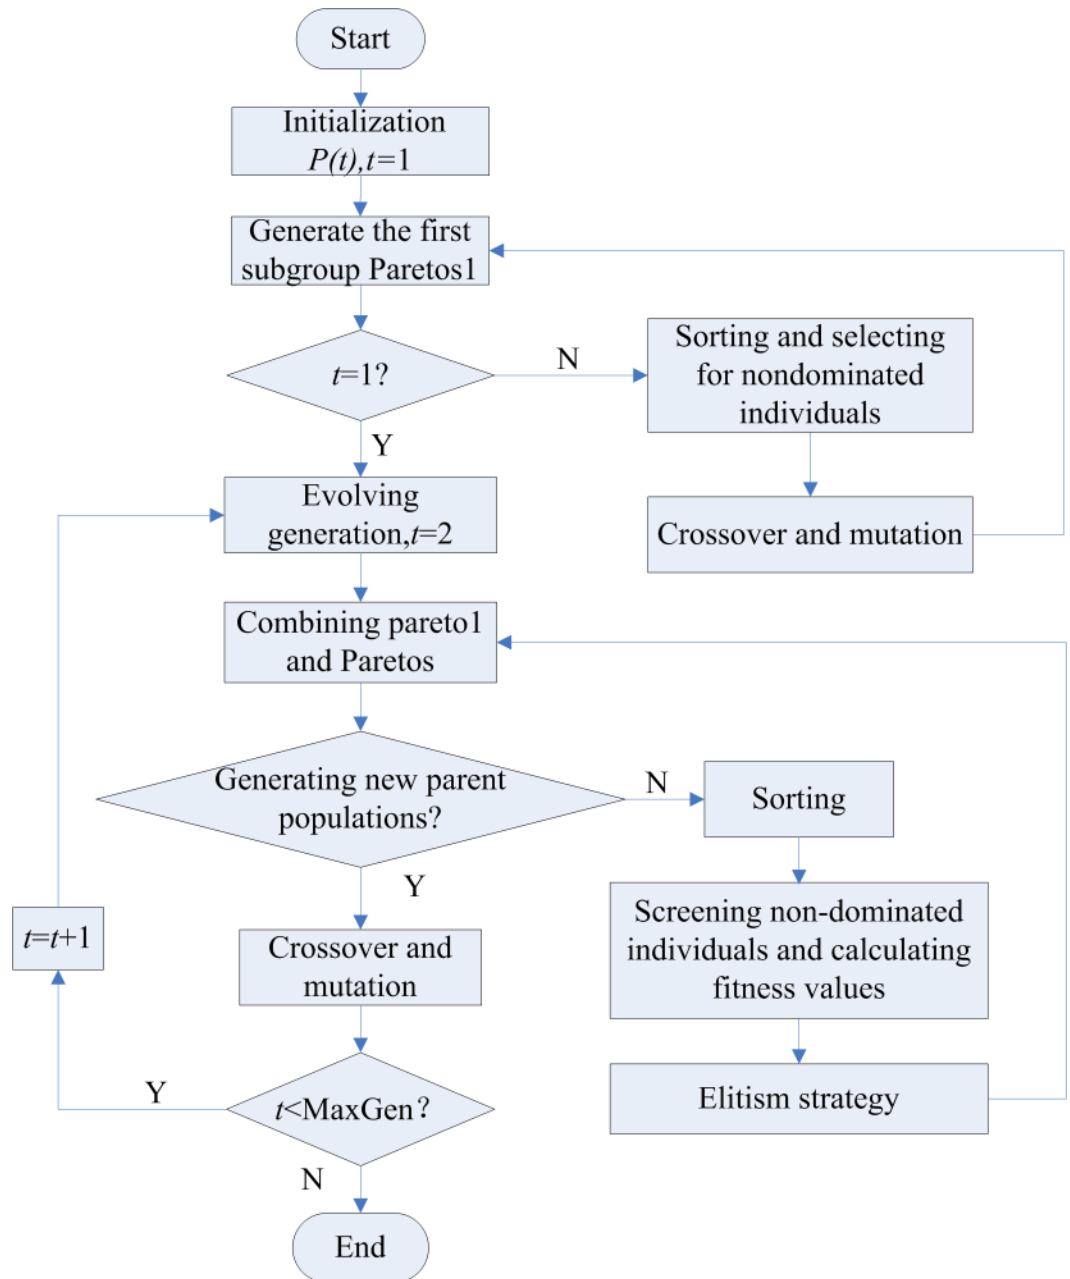 Start
Initialization
P(t),t=1
Generate the first
subgroup Paretos1
t=1?
N
Sorting and selecting
for nondominated
individuals
Y
Crossover and mutation
Evolving
generation,t=2
Combining pareto1
and Paretos
Generating new parent
populations?
N
Sorting
Y
Screening non-dominated
individuals and calculating
fitness values
t=t+1
Crossover and
mutation
Elitism strategy
Y
t<MaxGen？
N
End